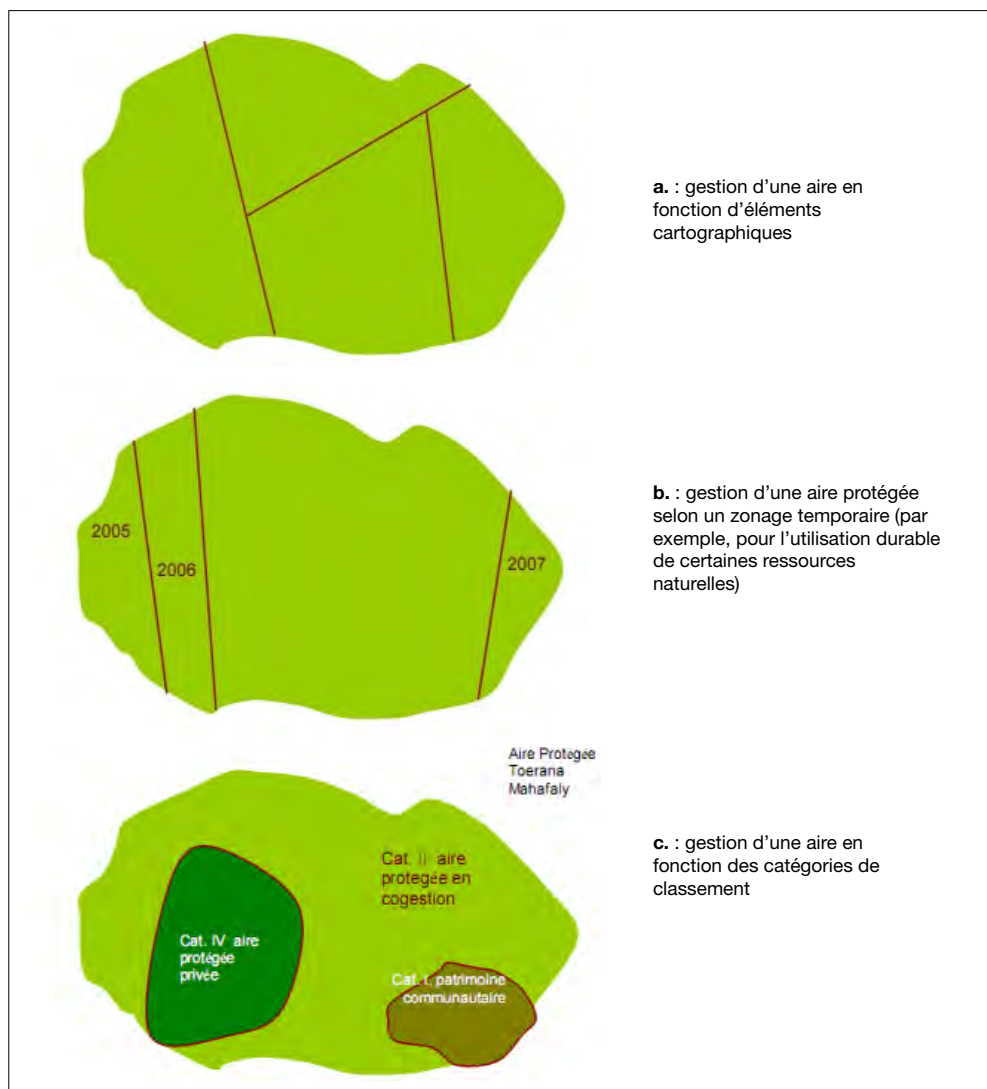 a. : gestion d’une aire en
fonction d’éléments
cartographiques
2005
2006
2007
b. : gestion d’une aire protégée
selon un zonage temporaire (par
exemple, pour l’utilisation durable
de certaines ressources
naturelles)
Aire Protégée
Toerana
Mahafaly
Cat. II aire
protegée en
cogestion
Cat. IV aire
protégée
privée
Cat. I, patrimoine
communautaire
c. : gestion d’une aire en
fonction des catégories de
classement